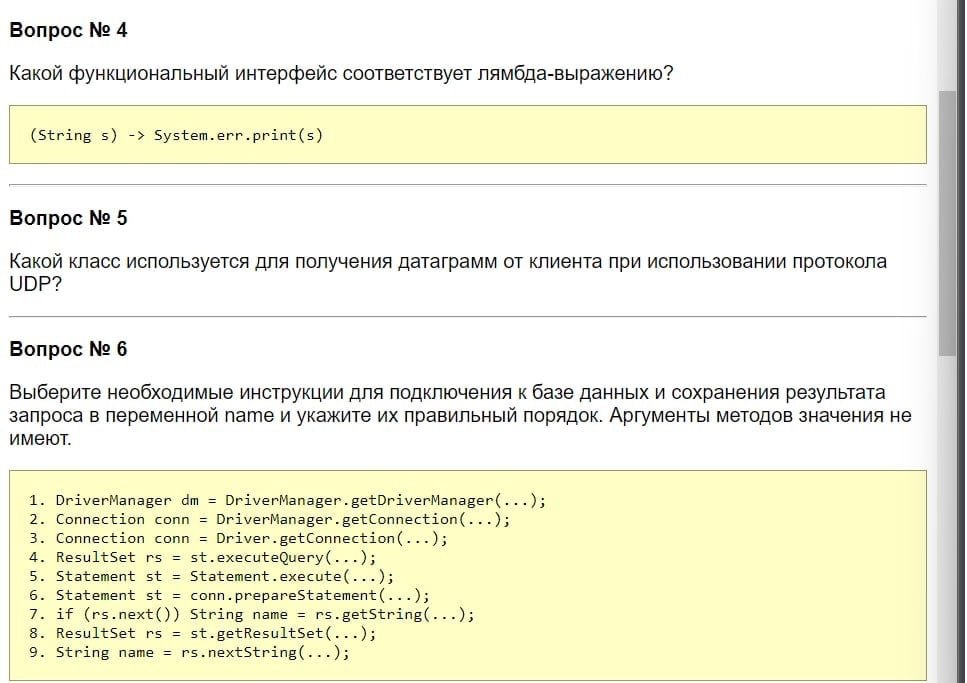 Вопрос № 4
Какой функциональный интерфейс соответствует лямбда-выражению?
(String s) -> System.err.print(s)
Вопрос № 5
Какой класс используется для получения датаграмм от клиента при использовании протокола
UDP?
Вопрос № 6
Выберите необходимые инструкции для подключения к базе данных и сохранения результата
запроса в переменной name и укажите их правильный порядок. Аргументы методов значения не
имеют.
1. DriverManager dm = DriverManager.getDriverManager(...);
2. Connection conn = DriverManager.getConnection(...);
3. Connection conn = Driver.getConnection(...);
4. ResultSet rs = st.executeQuery(...);
5. Statement st = Statement.execute(...);
6. Statement st = conn.prepareStatement(...);
7. if (rs.next()) String name = rs.getString(...);
8. ResultSet rs = st.getResultSet(...);
9. String name = rs.nextString(...);